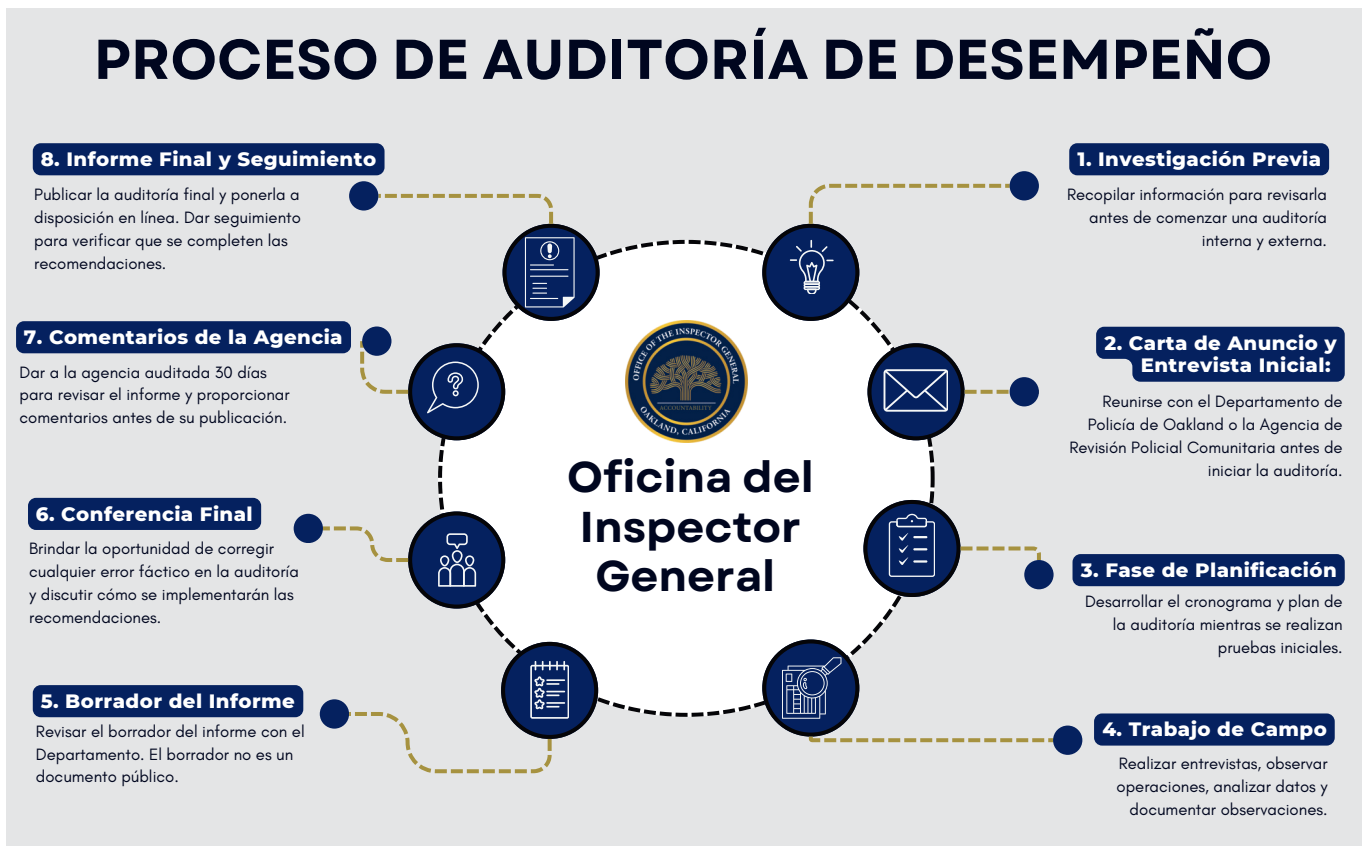 PROCESO DE AUDITORÍA DE DESEMPEÑO
1. Investigación Previa
Recopilar información para revisarla
antes de comenzar una auditoría
interna y externa.
2. Carta de Anuncio y
Entrevista Inicial:
Reunirse con el Departamento de
Policía de Oakland o la Agencia de
Revisión Policial Comunitaria antes de
iniciar la auditoría.
3. Fase de Planificación
Desarrollar el cronograma y plan de
la auditoría mientras se realizan
pruebas iniciales.
4. Trabajo de Campo
Realizar entrevistas, observar
operaciones, analizar datos y
documentar observaciones.
5. Borrador del Informe
Revisar el borrador del informe con el
Departamento. El borrador no es un
documento público.
6. Conferencia Final
Brindar la oportunidad de corregir
cualquier error fáctico en la auditoría
y discutir cómo se implementarán las
recomendaciones.
7. Comentarios de la Agencia
Dar a la agencia auditada 30 días
para revisar el informe y proporcionar
comentarios antes de su publicación.
8. Informe Final y Seguimiento
Publicar la auditoría final y ponerla a
disposición en línea. Dar seguimiento
para verificar que se completen las
recomendaciones.
OFFICE OF THE INSPECTOR GENERAL
ACCOUNTABILITY
OAKLAND, CALIFORNIA
Oficina del
Inspector
General